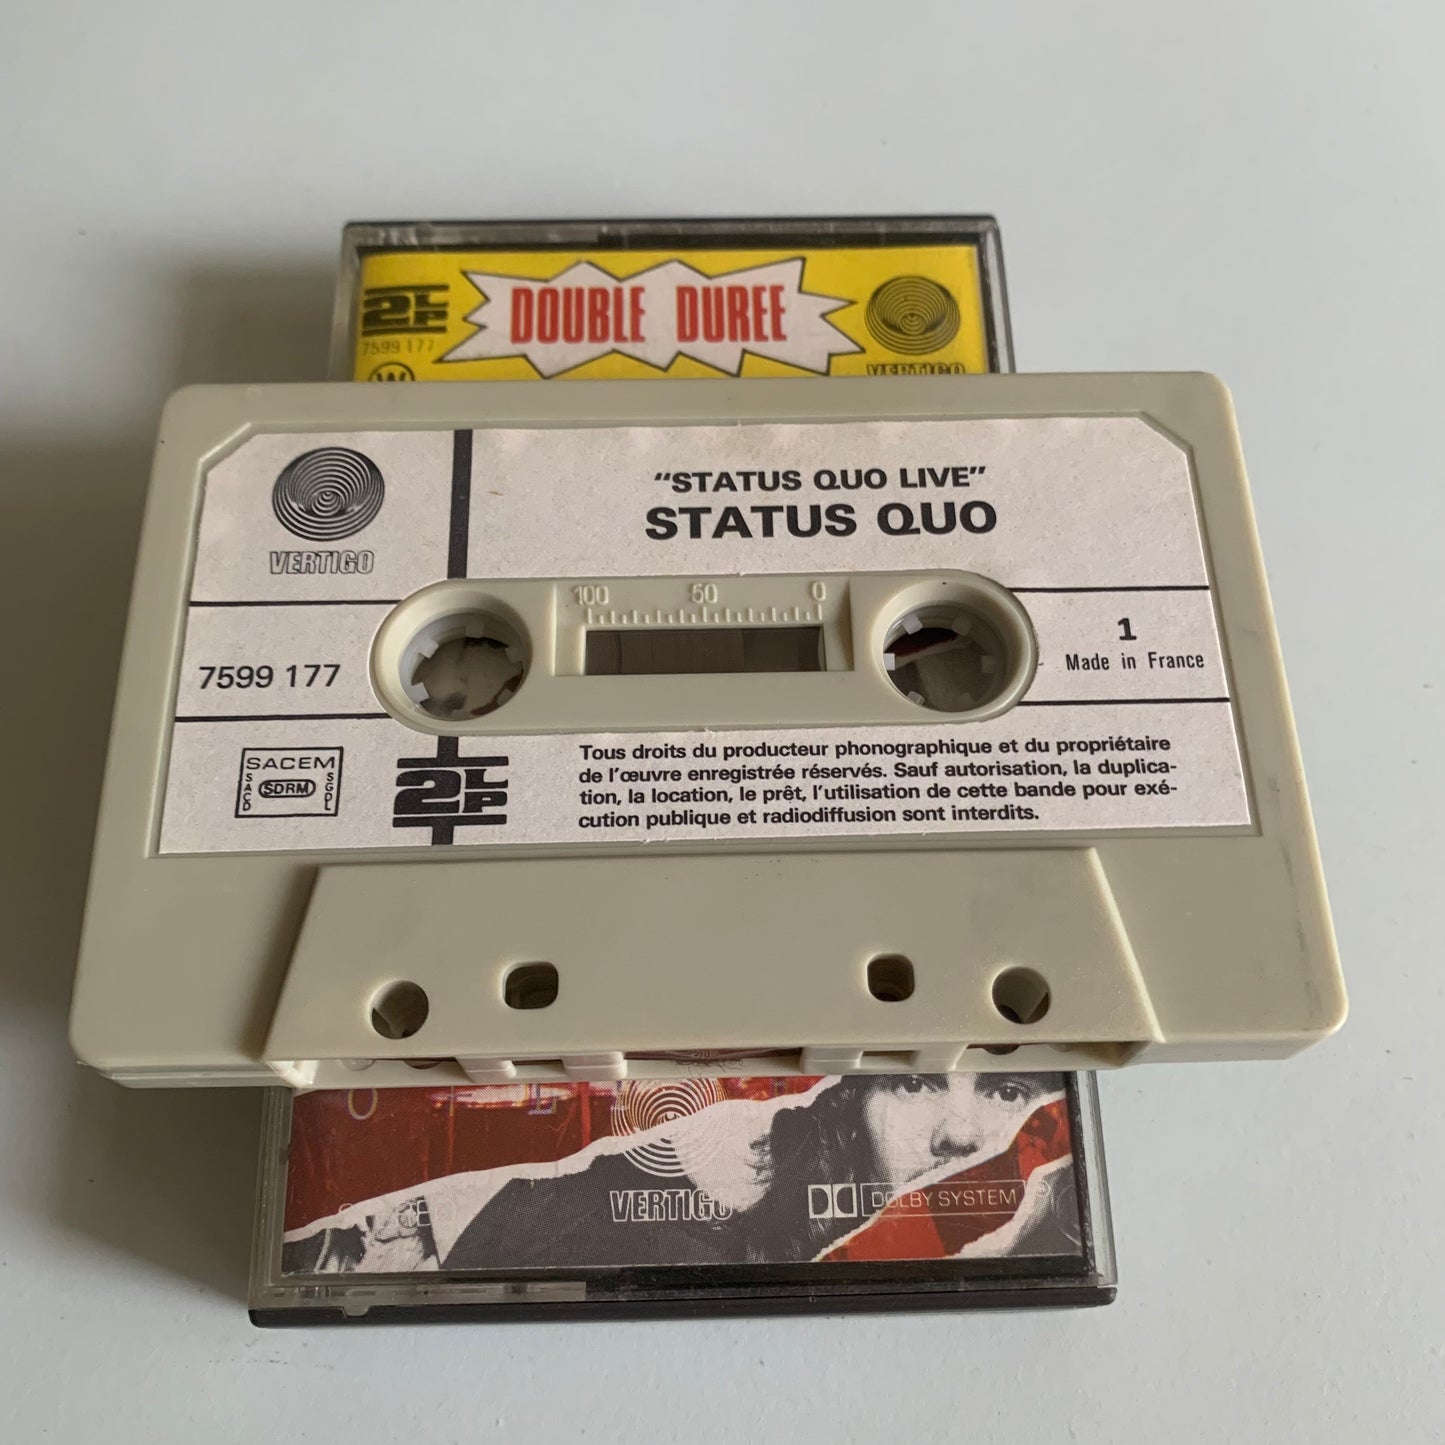 DOUBLE DUREE
2LP
7599 177
W
VERTIGO
"STATUS QUO LIVE"
STATUS QUO
VERTIGO
100 50 0
1
7599 177
Made in France
SACEM
SACD SDRM SGDL
2LP
Tous droits du producteur phonographique et du propriétaire
de l'œuvre enregistrée réservés. Sauf autorisation, la duplica-
tion, la location, le prêt, l'utilisation de cette bande pour exé-
cution publique et radiodiffusion sont interdits.
VERTIGO
DOLBY SYSTEM